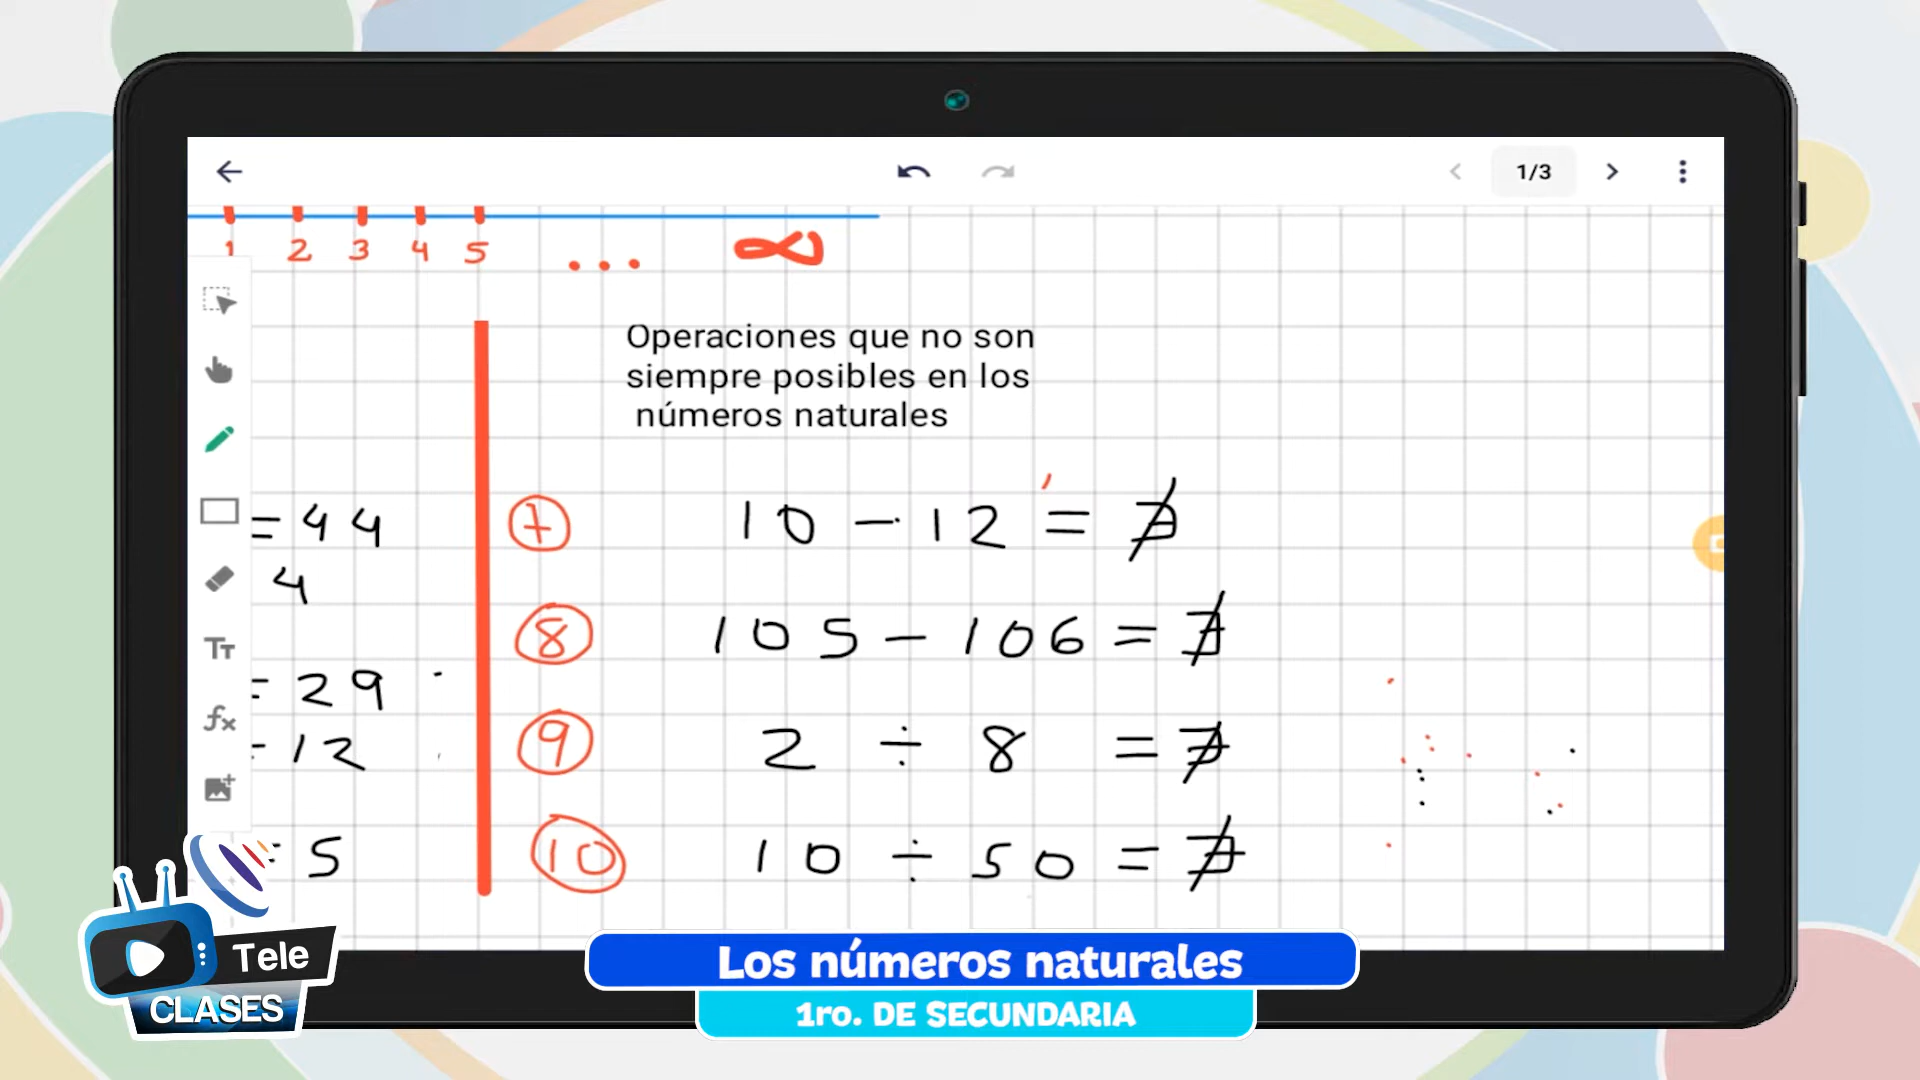 1/3
1 2 3 4 5 ... ∞
Operaciones que no son
siempre posibles en los
números naturales
= 44
4
= 29
= 12
= 5
7 10 - 12 = ∄
8 105 - 106 = ∄
9 2 ÷ 8 = ∄
10 10 ÷ 50 = ∄
TT
fx
Tele
CLASES
Los números naturales
1ro. DE SECUNDARIA